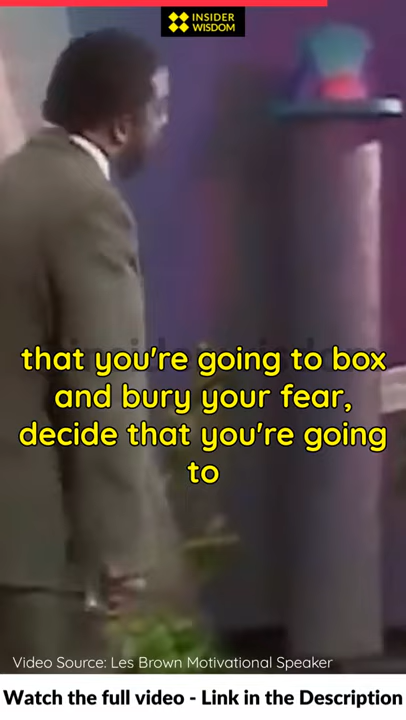 INSIDER
WISDOM
that you're going to box
and bury your fear,
decide that you're going
to
Video Source: Les Brown Motivational Speaker
Watch the full video - Link in the Description